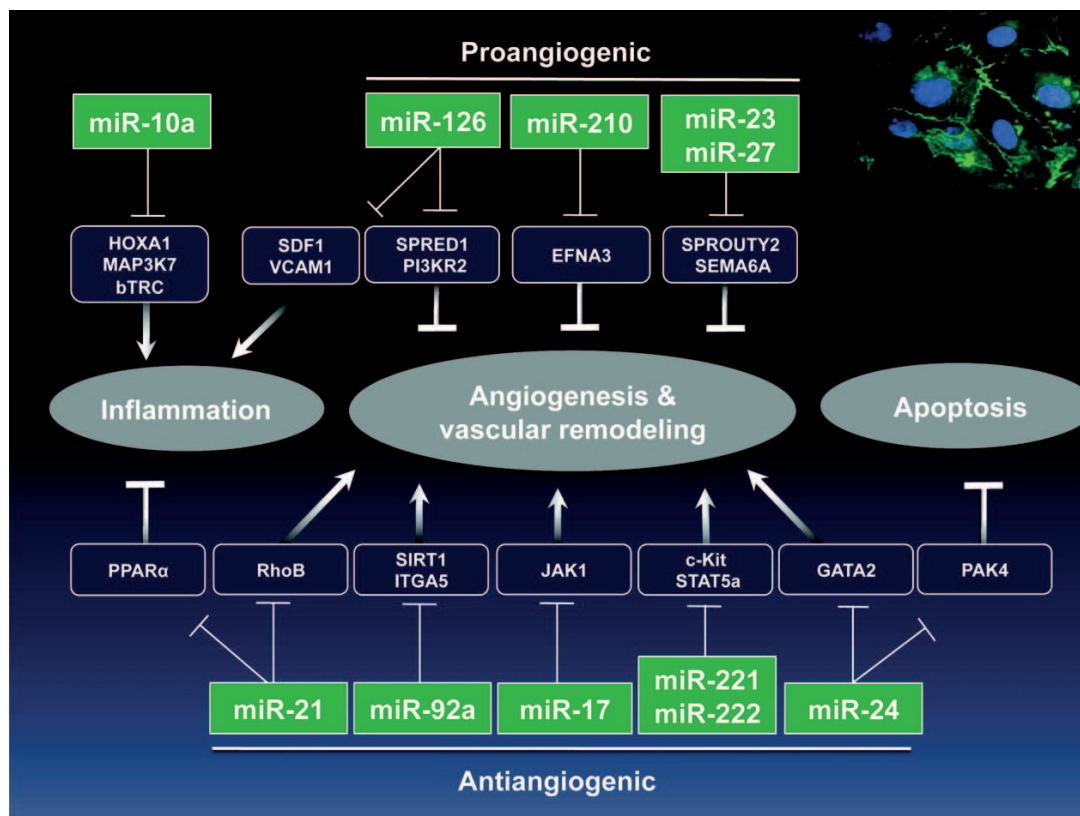 Proangiogenic
miR-10a
miR-126
miR-210
miR-23
miR-27
HOXA1
MAP3K7
bTRC
SDF1
VCAM1
SPRED1
PI3KR2
EFNA3
SPROUTY2
SEMA6A
Inflammation
Angiogenesis &
vascular remodeling
Apoptosis
PPARα
RhoB
SIRT1
ITGA5
JAK1
c-Kit
STAT5a
GATA2
PAK4
miR-21
miR-92a
miR-17
miR-221
miR-222
miR-24
Antiangiogenic